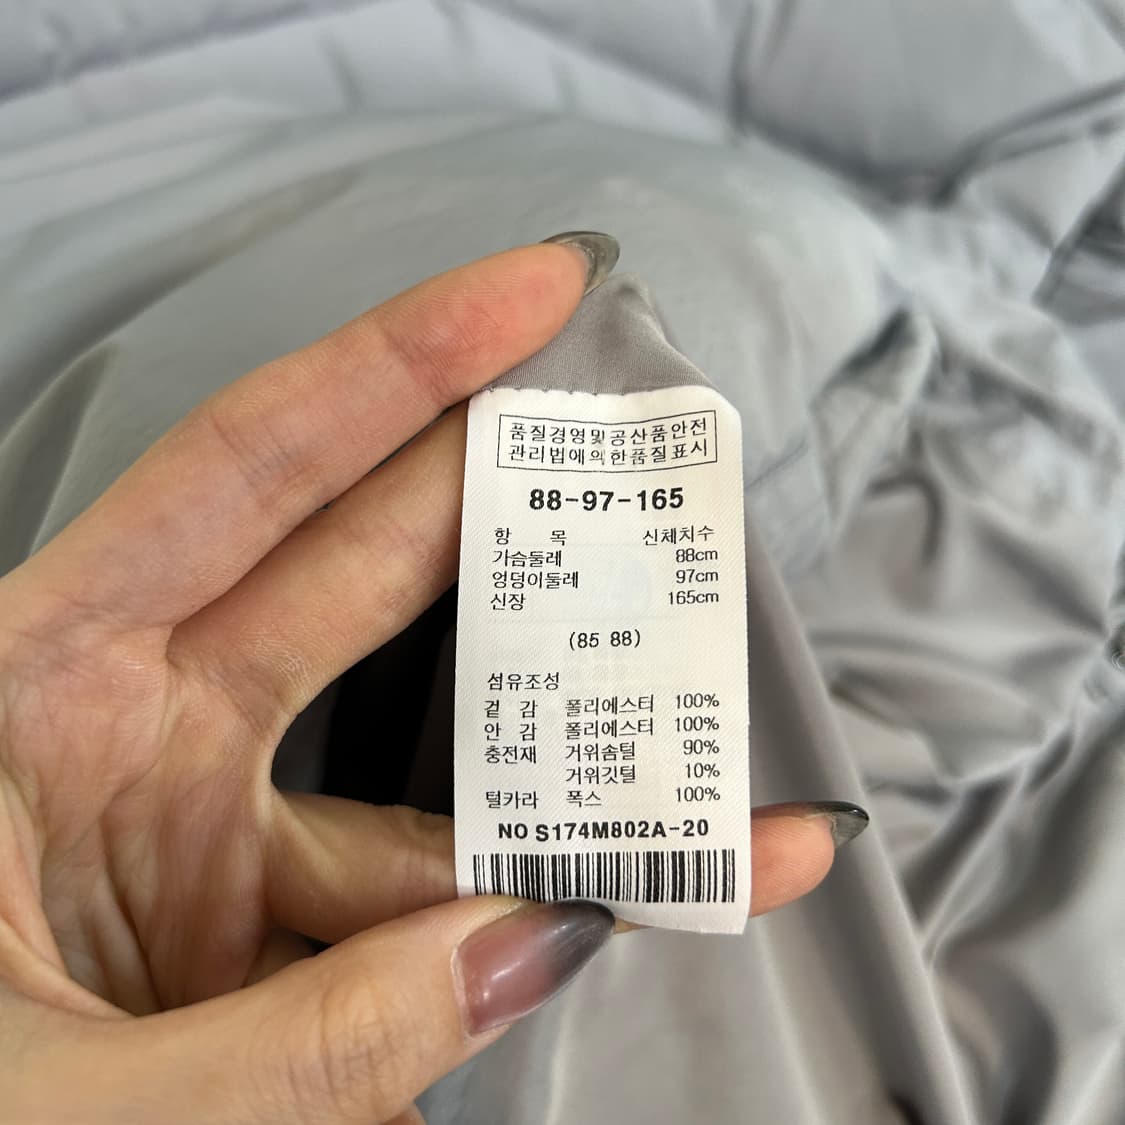 품질경영및공산품안전
관리법에의한품질표시
88-97-165
항 목 신체치수
가슴둘레 88cm
엉덩이둘레 97cm
신장 165cm
(85 88)
섬유조성
겉 감 폴리에스터 100%
안 감 폴리에스터 100%
충전재 거위솜털 90%
거위깃털 10%
털카라 폭스 100%
NO S174M802A-20